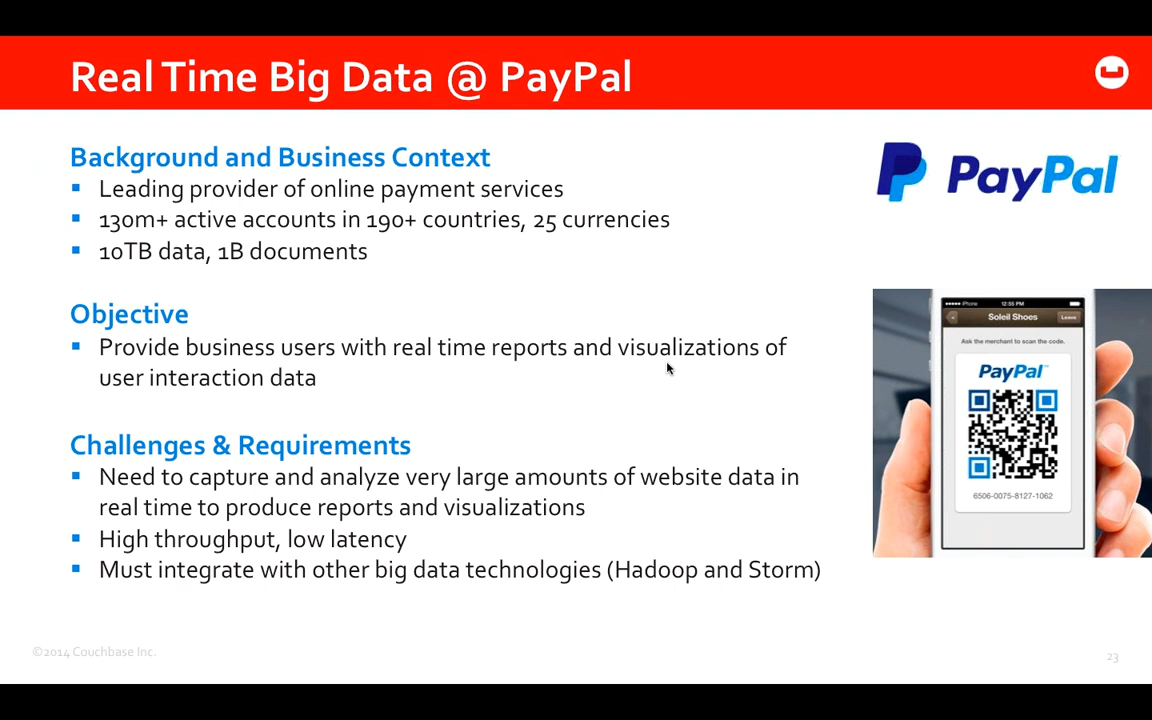 Real Time Big Data @ PayPal
Background and Business Context
▪ Leading provider of online payment services
▪ 130m+ active accounts in 190+ countries, 25 currencies
▪ 10TB data, 1B documents
PayPal
Objective
▪ Provide business users with real time reports and visualizations of
user interaction data
iPhone 12:55 PM
Soleil Shoes
Leave
Ask the merchant to scan the code.
PayPal™
6506-0075-8127-1062
Challenges & Requirements
▪ Need to capture and analyze very large amounts of website data in
real time to produce reports and visualizations
▪ High throughput, low latency
▪ Must integrate with other big data technologies (Hadoop and Storm)
©2014 Couchbase Inc.
23